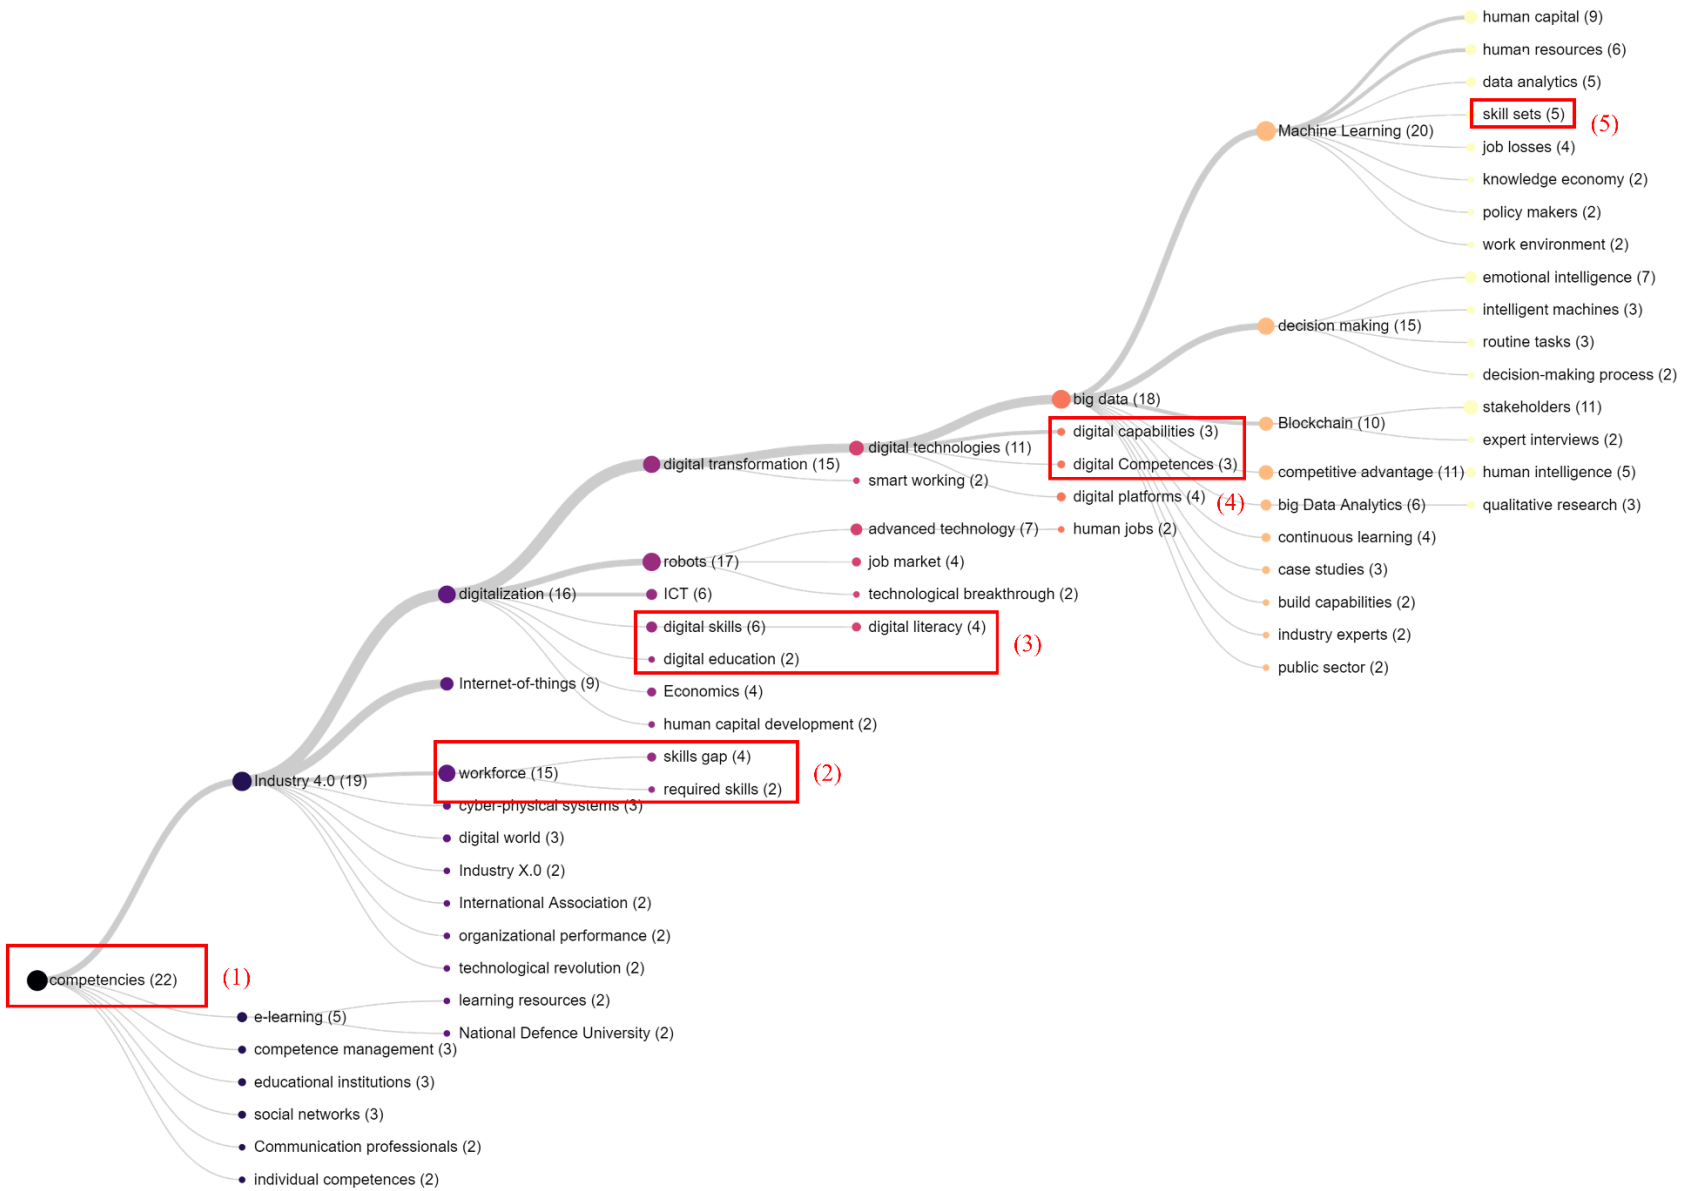 human capital (9)
human resources (6)
data analytics (5)
skill sets (5)
(5)
Machine Learning (20)
job losses (4)
knowledge economy (2)
policy makers (2)
work environment (2)
emotional intelligence (7)
intelligent machines (3)
decision making (15)
routine tasks (3)
decision-making process (2)
big data (18)
stakeholders (11)
Blockchain (10)
digital capabilities (3)
expert interviews (2)
digital technologies (11)
digital transformation (15)
digital Competences (3)
competitive advantage (11)
human intelligence (5)
smart working (2)
digital platforms (4)
(4)
big Data Analytics (6)
qualitative research (3)
advanced technology (7)
human jobs (2)
continuous learning (4)
robots (17)
job market (4)
case studies (3)
digitalization (16)
ICT (6)
technological breakthrough (2)
build capabilities (2)
digital skills (6)
digital literacy (4)
(3)
industry experts (2)
digital education (2)
public sector (2)
Internet-of-things (9)
Economics (4)
human capital development (2)
skills gap (4)
workforce (15)
(2)
Industry 4.0 (19)
required skills (2)
cyber-physical systems (3)
digital world (3)
Industry X.0 (2)
International Association (2)
organizational performance (2)
technological revolution (2)
competencies (22)
(1)
learning resources (2)
e-learning (5)
National Defence University (2)
competence management (3)
educational institutions (3)
social networks (3)
Communication professionals (2)
individual competences (2)